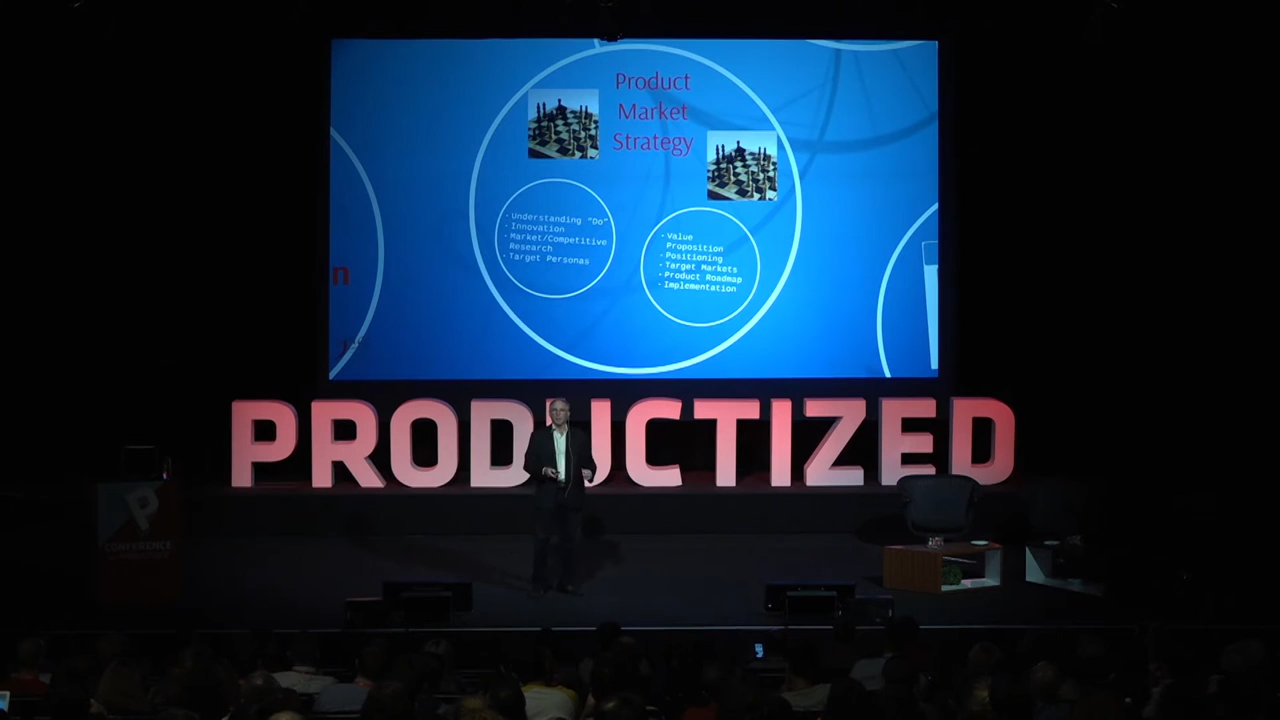 Product
Market
Strategy
· Understanding "Do"
· Innovation
· Market/Competitive
Research
· Target Personas
· Value
Proposition
· Positioning
· Target Markets
· Product Roadmap
· Implementation
n
PRODUCTIZED
P
CONFERENCE